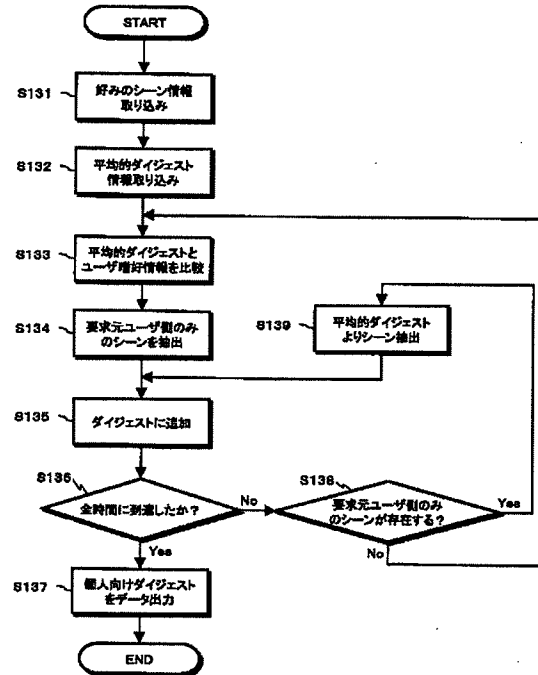 START
S131
好みのシーン情報
取り込み
S132
平均的ダイジェスト
情報取り込み
S133
平均的ダイジェストと
ユーザ嗜好情報を比較
S134
要求元ユーザ側のみ
のシーンを抽出
S139
平均的ダイジェスト
よりシーン抽出
S135
ダイジェストに追加
S136
全時間に到達したか？
No
Yes
S138
要求元ユーザ側のみ
のシーンが存在する？
Yes
No
S137
個人向けダイジェスト
をデータ出力
END